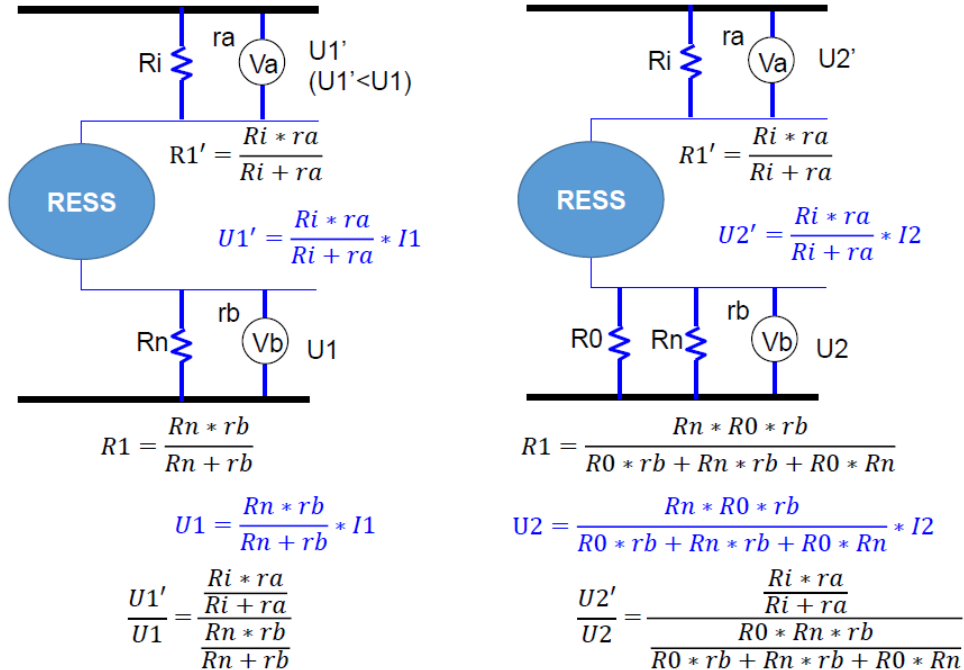 ra
Ri
Va
U1’
(U1’<U1)
R1′ = (Ri ∗ ra)/(Ri + ra)
RESS
U1′ = (Ri ∗ ra)/(Ri + ra) ∗ I1
rb
Rn
Vb
U1
R1 = (Rn ∗ rb)/(Rn + rb)
U1 = (Rn ∗ rb)/(Rn + rb) ∗ I1
U1′/U1 = ((Ri ∗ ra)/(Ri + ra))/((Rn ∗ rb)/(Rn + rb))
ra
Ri
Va
U2’
R1′ = (Ri ∗ ra)/(Ri + ra)
RESS
U2′ = (Ri ∗ ra)/(Ri + ra) ∗ I2
rb
R0
Rn
Vb
U2
R1 = (Rn ∗ R0 ∗ rb)/(R0 ∗ rb + Rn ∗ rb + R0 ∗ Rn)
U2 = (Rn ∗ R0 ∗ rb)/(R0 ∗ rb + Rn ∗ rb + R0 ∗ Rn) ∗ I2
U2′/U2 = ((Ri ∗ ra)/(Ri + ra))/((R0 ∗ Rn ∗ rb)/(R0 ∗ rb + Rn ∗ rb + R0 ∗ Rn))